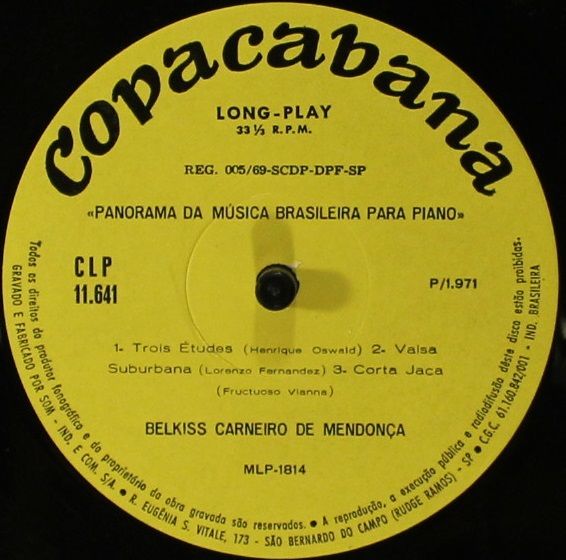 Copacabana
LONG-PLAY
33 ⅓ R.P.M.
REG. 005/69-SCDP-DPF-SP
«PANORAMA DA MÚSICA BRASILEIRA PARA PIANO»
CLP
11.641
P/1.971
1- Trois Études (Henrique Oswald) 2- Valsa
Suburbana (Lorenzo Fernandez) 3- Corta Jaca
(Fructuoso Vianna)
BELKISS CARNEIRO DE MENDONÇA
MLP-1814
Todos os direitos do produtor fonográfico e do proprietário da obra gravada são reservados. ● A reprodução, a execução pública e radiodifusão dêste disco estão proibidas.
GRAVADO E FABRICADO POR SOM - IND. E COM. S/A. ● R. EUGÊNIA S. VITALE, 173 - SÃO BERNARDO DO CAMPO (RUDGE RAMOS) - SP ● C.G.C. 61.160.842/001 • IND. BRASILEIRA